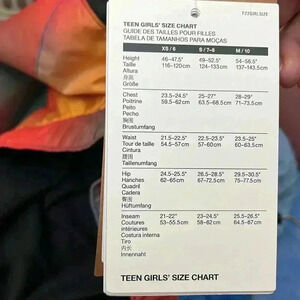 F22GIRLSIZE
TEEN GIRLS' SIZE CHART
GUIDE DES TAILLES POUR FILLES
TABELA DE TAMANHOS PARA MOÇAS
XS / 6 S / 7-8 M / 10
Height 46-47.5" 49-52.5" 54-56.5"
Taille 116-120cm 124-133cm 137-143.5cm
Altura
身高
Größe
Chest 23.5-24.5" 25-27" 28-29"
Poitrine 59.5-62cm 63.5-68.5cm 71-73.5cm
Peito
Pecho
胸围
Brustumfang
Waist 21.5-22.5" 22.5-23.5" 23.5-25"
Tour de taille 54.5-57cm 57-60cm 60-63.5cm
Cintura
腰围
Taillenumfang
Hip 24.5-25.5" 26.5-28.5" 29.5-30.5"
Hanches 62-65cm 67-72.5cm 75-77.5cm
Quadril
Cadera
臀围
Hüftumfang
Inseam 21-22" 23-24.5" 25.5-26.5"
Coutures 53-55.5cm 58-62cm 64.5-67cm
intérieures
Costura interna
Tiro
内长
Innennaht
TEEN GIRLS' SIZE CHART